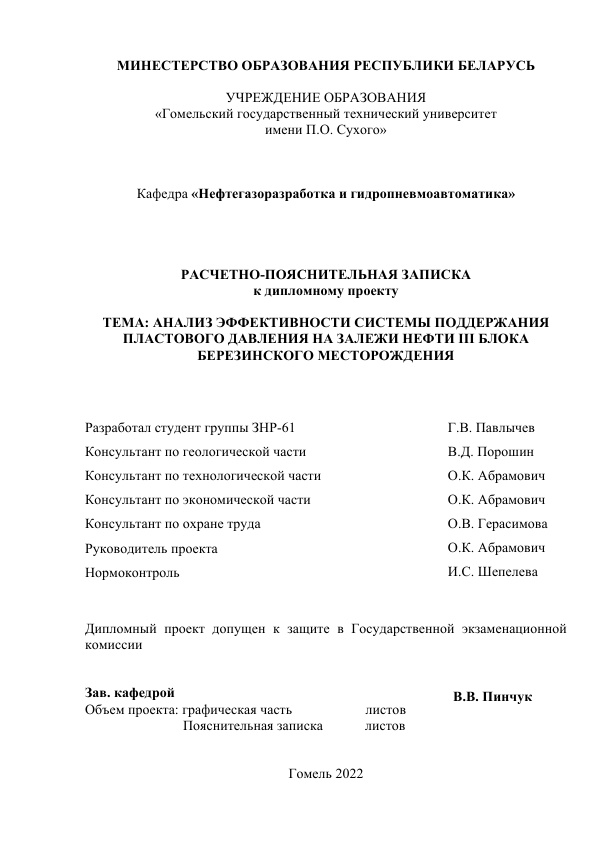 МИНЕСТЕРСТВО ОБРАЗОВАНИЯ РЕСПУБЛИКИ БЕЛАРУСЬ
УЧРЕЖДЕНИЕ ОБРАЗОВАНИЯ
«Гомельский государственный технический университет
имени П.О. Сухого»
Кафедра «Нефтегазоразработка и гидропневмоавтоматика»
РАСЧЕТНО-ПОЯСНИТЕЛЬНАЯ ЗАПИСКА
к дипломному проекту
ТЕМА: АНАЛИЗ ЭФФЕКТИВНОСТИ СИСТЕМЫ ПОДДЕРЖАНИЯ
ПЛАСТОВОГО ДАВЛЕНИЯ НА ЗАЛЕЖИ НЕФТИ III БЛОКА
БЕРЕЗИНСКОГО МЕСТОРОЖДЕНИЯ
Разработал студент группы ЗНР-61 Г.В. Павлычев
Консультант по геологической части В.Д. Порошин
Консультант по технологической части О.К. Абрамович
Консультант по экономической части О.К. Абрамович
Консультант по охране труда О.В. Герасимова
Руководитель проекта О.К. Абрамович
Нормоконтроль И.С. Шепелева
Дипломный проект допущен к защите в Государственной экзаменационной
комиссии
Зав. кафедрой В.В. Пинчук
Объем проекта: графическая часть листов
Пояснительная записка листов
Гомель 2022